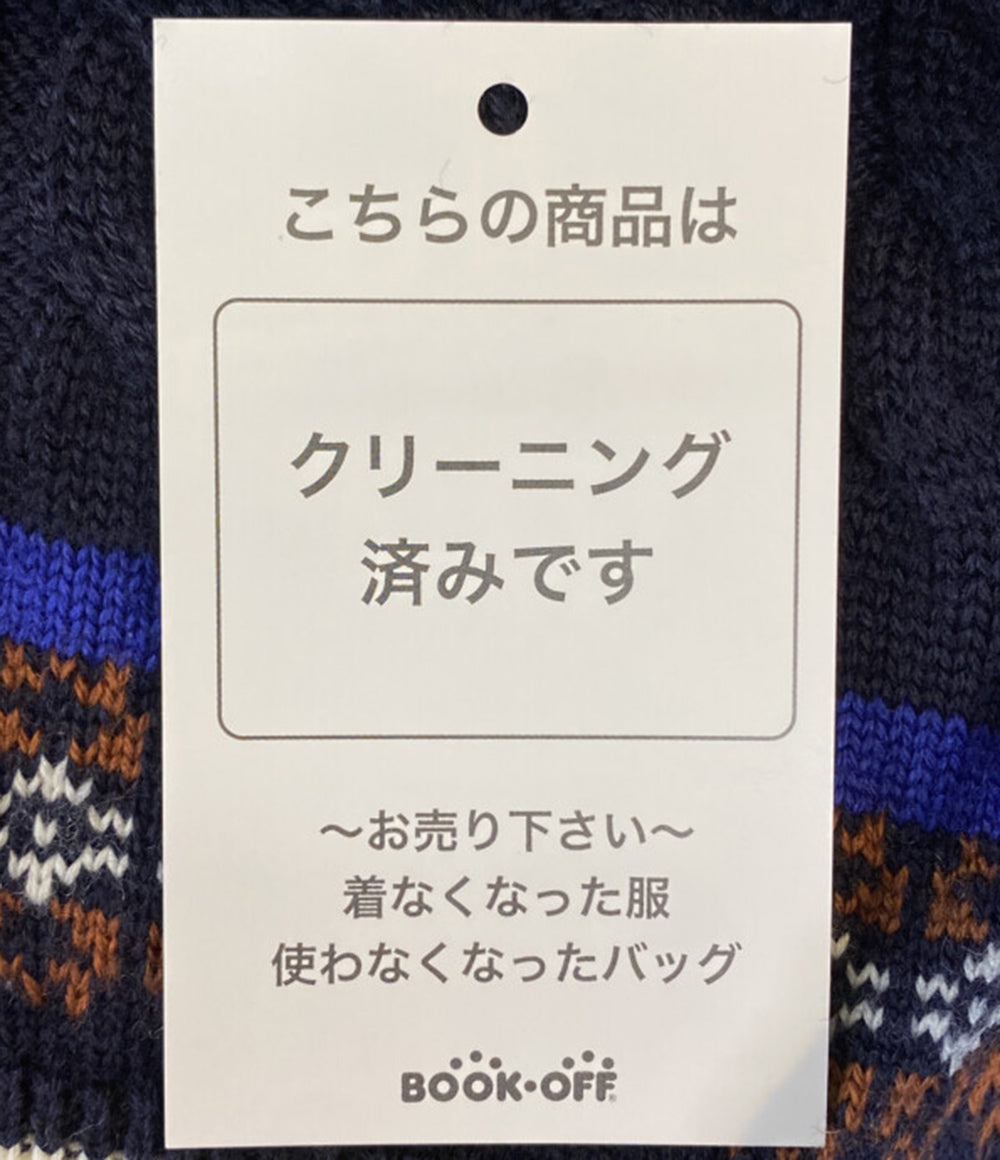 こちらの商品は
クリーニング
済みです
～お売り下さい～
着なくなった服
使わなくなったバッグ
BOOK・OFF®